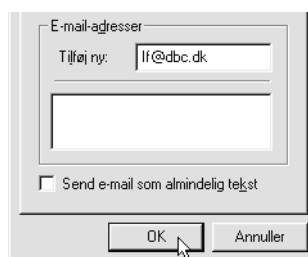 E-mail-adresser
Tilføj ny: lf@dbc.dk
Send e-mail som almindelig tekst
OK Annuller